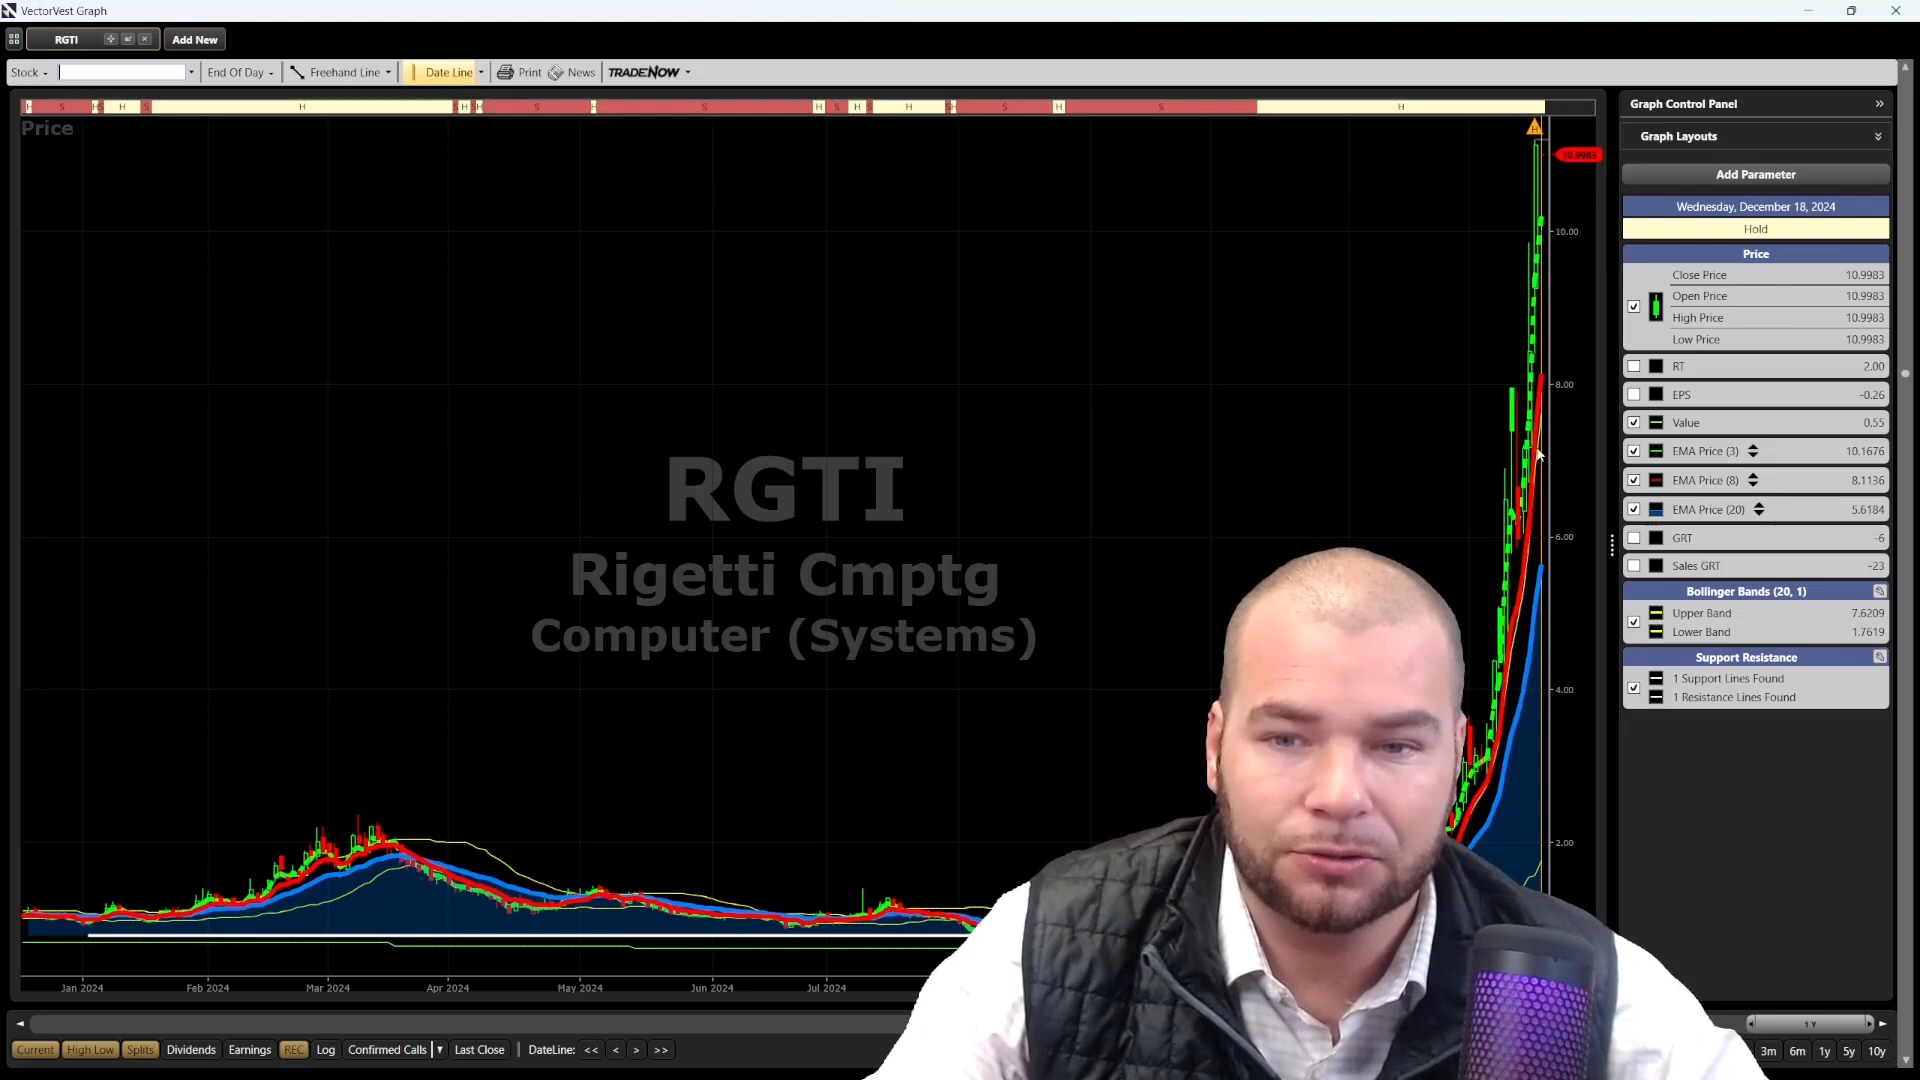 VectorVest Graph
RGTI
Add New
Stock
End Of Day
Freehand Line
Date Line
Print
News
TRADENOW
H S H S H S H S H S H S H S H S H S H S H S H S H
Price
H
10.9983
10.00
8.00
6.00
4.00
2.00
RGTI
Rigetti Cmptg
Computer (Systems)
Jan 2024 Feb 2024 Mar 2024 Apr 2024 May 2024 Jun 2024 Jul 2024
Graph Control Panel
Graph Layouts
Add Parameter
Wednesday, December 18, 2024
Hold
Price
Close Price 10.9983
Open Price 10.9983
High Price 10.9983
Low Price 10.9983
RT 2.00
EPS -0.26
Value 0.55
EMA Price (3) 10.1676
EMA Price (8) 8.1136
EMA Price (20) 5.6184
GRT -6
Sales GRT -23
Bollinger Bands (20, 1)
Upper Band 7.6209
Lower Band 1.7619
Support Resistance
1 Support Lines Found
1 Resistance Lines Found
1 Y
Current High Low Splits Dividends Earnings REC Log Confirmed Calls Last Close DateLine: << < > >>
3m 6m 1y 5y 10y